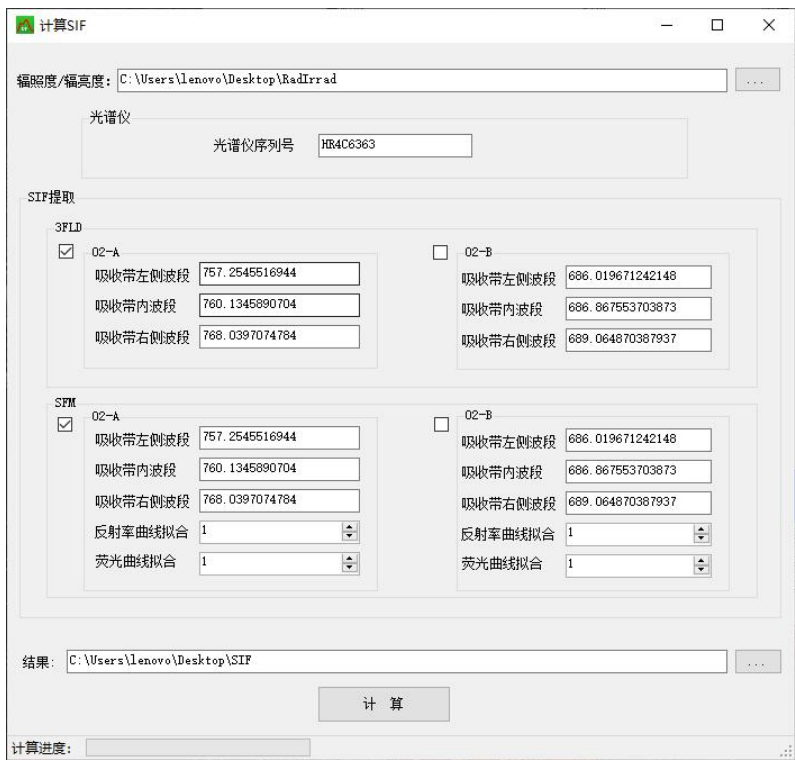 计算SIF
辐照度/辐亮度: C:\Users\lenovo\Desktop\RadIrrad ...
光谱仪
光谱仪序列号 HR4C6363
SIF提取
3FLD
O2-A
吸收带左侧波段 757.2545516944
吸收带内波段 760.1345890704
吸收带右侧波段 768.0397074784
O2-B
吸收带左侧波段 686.019671242148
吸收带内波段 686.867553703873
吸收带右侧波段 689.064870387937
SFM
O2-A
吸收带左侧波段 757.2545516944
吸收带内波段 760.1345890704
吸收带右侧波段 768.0397074784
反射率曲线拟合 1
荧光曲线拟合 1
O2-B
吸收带左侧波段 686.019671242148
吸收带内波段 686.867553703873
吸收带右侧波段 689.064870387937
反射率曲线拟合 1
荧光曲线拟合 1
结果: C:\Users\lenovo\Desktop\SIF ...
计 算
计算进度: